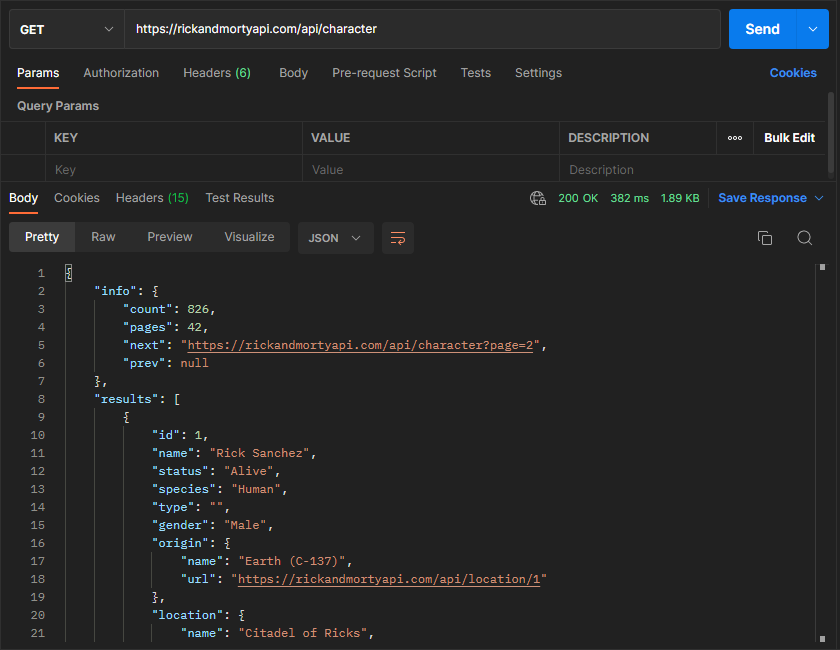 GET https://rickandmortyapi.com/api/character Send
Params Authorization Headers (6) Body Pre-request Script Tests Settings Cookies
Query Params
KEY VALUE DESCRIPTION ooo Bulk Edit
Key Value Description
Body Cookies Headers (15) Test Results 200 OK 382 ms 1.89 KB Save Response
Pretty Raw Preview Visualize JSON
1 {
2 "info": {
3 "count": 826,
4 "pages": 42,
5 "next": "https://rickandmortyapi.com/api/character?page=2",
6 "prev": null
7 },
8 "results": [
9 {
10 "id": 1,
11 "name": "Rick Sanchez",
12 "status": "Alive",
13 "species": "Human",
14 "type": "",
15 "gender": "Male",
16 "origin": {
17 "name": "Earth (C-137)",
18 "url": "https://rickandmortyapi.com/api/location/1"
19 },
20 "location": {
21 "name": "Citadel of Ricks",